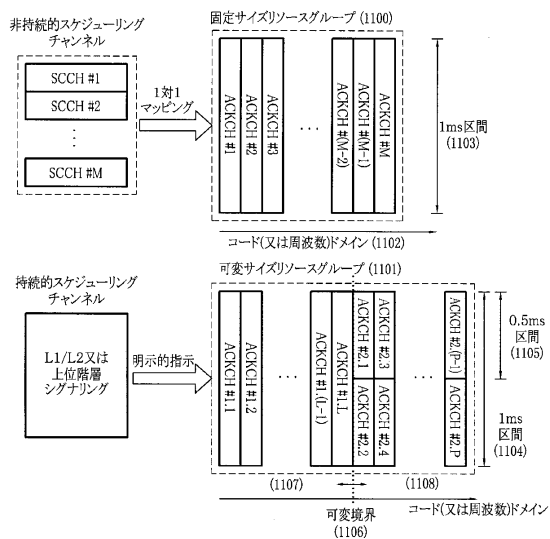 非持続的スケジューリング
チャンネル
SCCH #1
SCCH #2
⋮
SCCH #M
1対1
マッピング
固定サイズリソースグループ (1100)
ACKCH #1
ACKCH #2
ACKCH #3
…
ACKCH #(M-2)
ACKCH #(M-1)
ACKCH #M
1ms区間
(1103)
コード(又は周波数)ドメイン (1102)
持続的スケジューリング
チャンネル
L1/L2又は
上位階層
シグナリング
明示的指示
可変サイズリソースグループ (1101)
ACKCH #1.1
ACKCH #1.2
…
ACKCH #1.(L-1)
ACKCH #1.L
ACKCH #2.1
ACKCH #2.2
ACKCH #2.3
ACKCH #2.4
…
ACKCH #2.(P-1)
ACKCH #2.P
0.5ms
区間
(1105)
1ms
区間
(1104)
(1107)
(1108)
コード(又は周波数)ドメイン
可変境界
(1106)